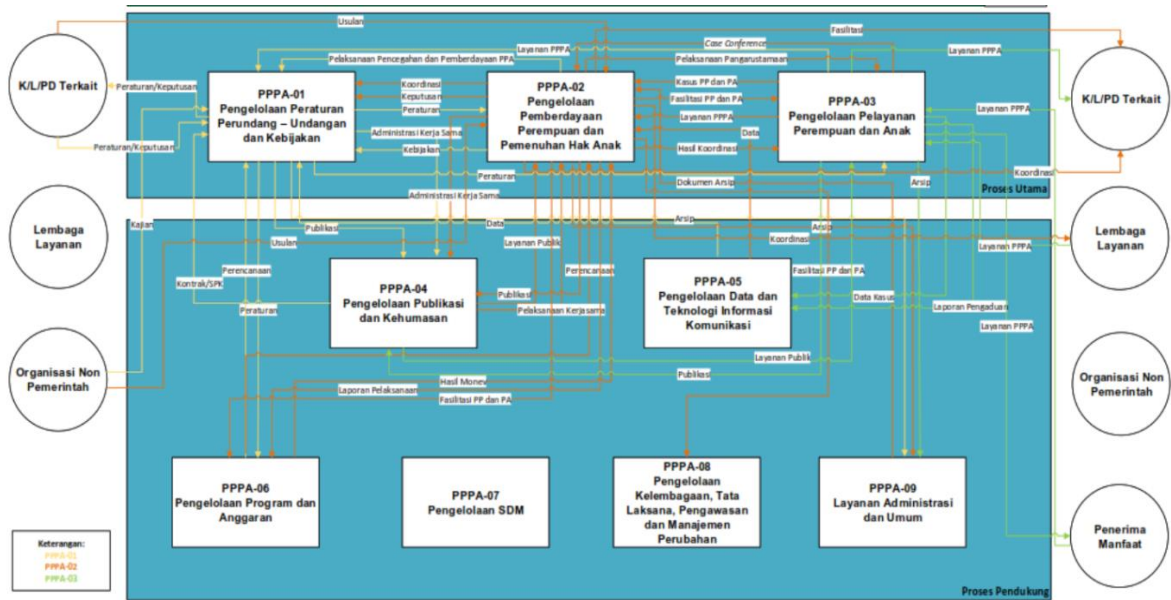 Usulan
Fasilitasi
Case Conference
Layanan PPPA
Layanan PPPA
Pelaksanaan Pencegahan dan Pemberdayaan PPA
Pelaksanaan Pangarustamaan
K/L/PD Terkait
Peraturan/Keputusan
PPPA-01
Pengelolaan Peraturan
Perundang – Undangan
dan Kebijakan
Koordinasi
Keputusan
Peraturan
Administrasi Kerja Sama
Kebijakan
PPPA-02
Pengelolaan
Pemberdayaan
Perempuan dan
Pemenuhan Hak Anak
Kasus PP dan PA
Fasilitasi PP dan PA
Layanan PPPA
Data
Hasil Koordinasi
PPPA-03
Pengelolaan Pelayanan
Perempuan dan Anak
K/L/PD Terkait
Layanan PPPA
Peraturan/Keputusan
Koordinasi
Peraturan
Dokumen Arsip
Arsip
Proses Utama
Administrasi Kerja Sama
Kajian
Publikasi
Usulan
Data
Arsip
Arsip
Layanan Publik
Koordinasi
Lembaga
Layanan
Lembaga
Layanan
Layanan PPPA
Perencanaan
Perencanaan
Fasilitasi PP dan PA
Kontrak/SPK
PPPA-04
Pengelolaan Publikasi
dan Kehumasan
PPPA-05
Pengelolaan Data dan
Teknologi Informasi
Komunikasi
Publikasi
Data Kasus
Peraturan
Pelaksanaan Kerjasama
Laporan Pengaduan
Layanan PPPA
Layanan Publik
Publikasi
Organisasi Non
Pemerintah
Organisasi Non
Pemerintah
Hasil Monev
Laporan Pelaksanaan
Fasilitasi PP dan PA
PPPA-06
Pengelolaan Program dan
Anggaran
PPPA-07
Pengelolaan SDM
PPPA-08
Pengelolaan
Kelembagaan, Tata
Laksana, Pengawasan
dan Manajemen
Perubahan
PPPA-09
Layanan Administrasi
dan Umum
Penerima
Manfaat
Keterangan:
PPPA-01
PPPA-02
PPPA-03
Proses Pendukung